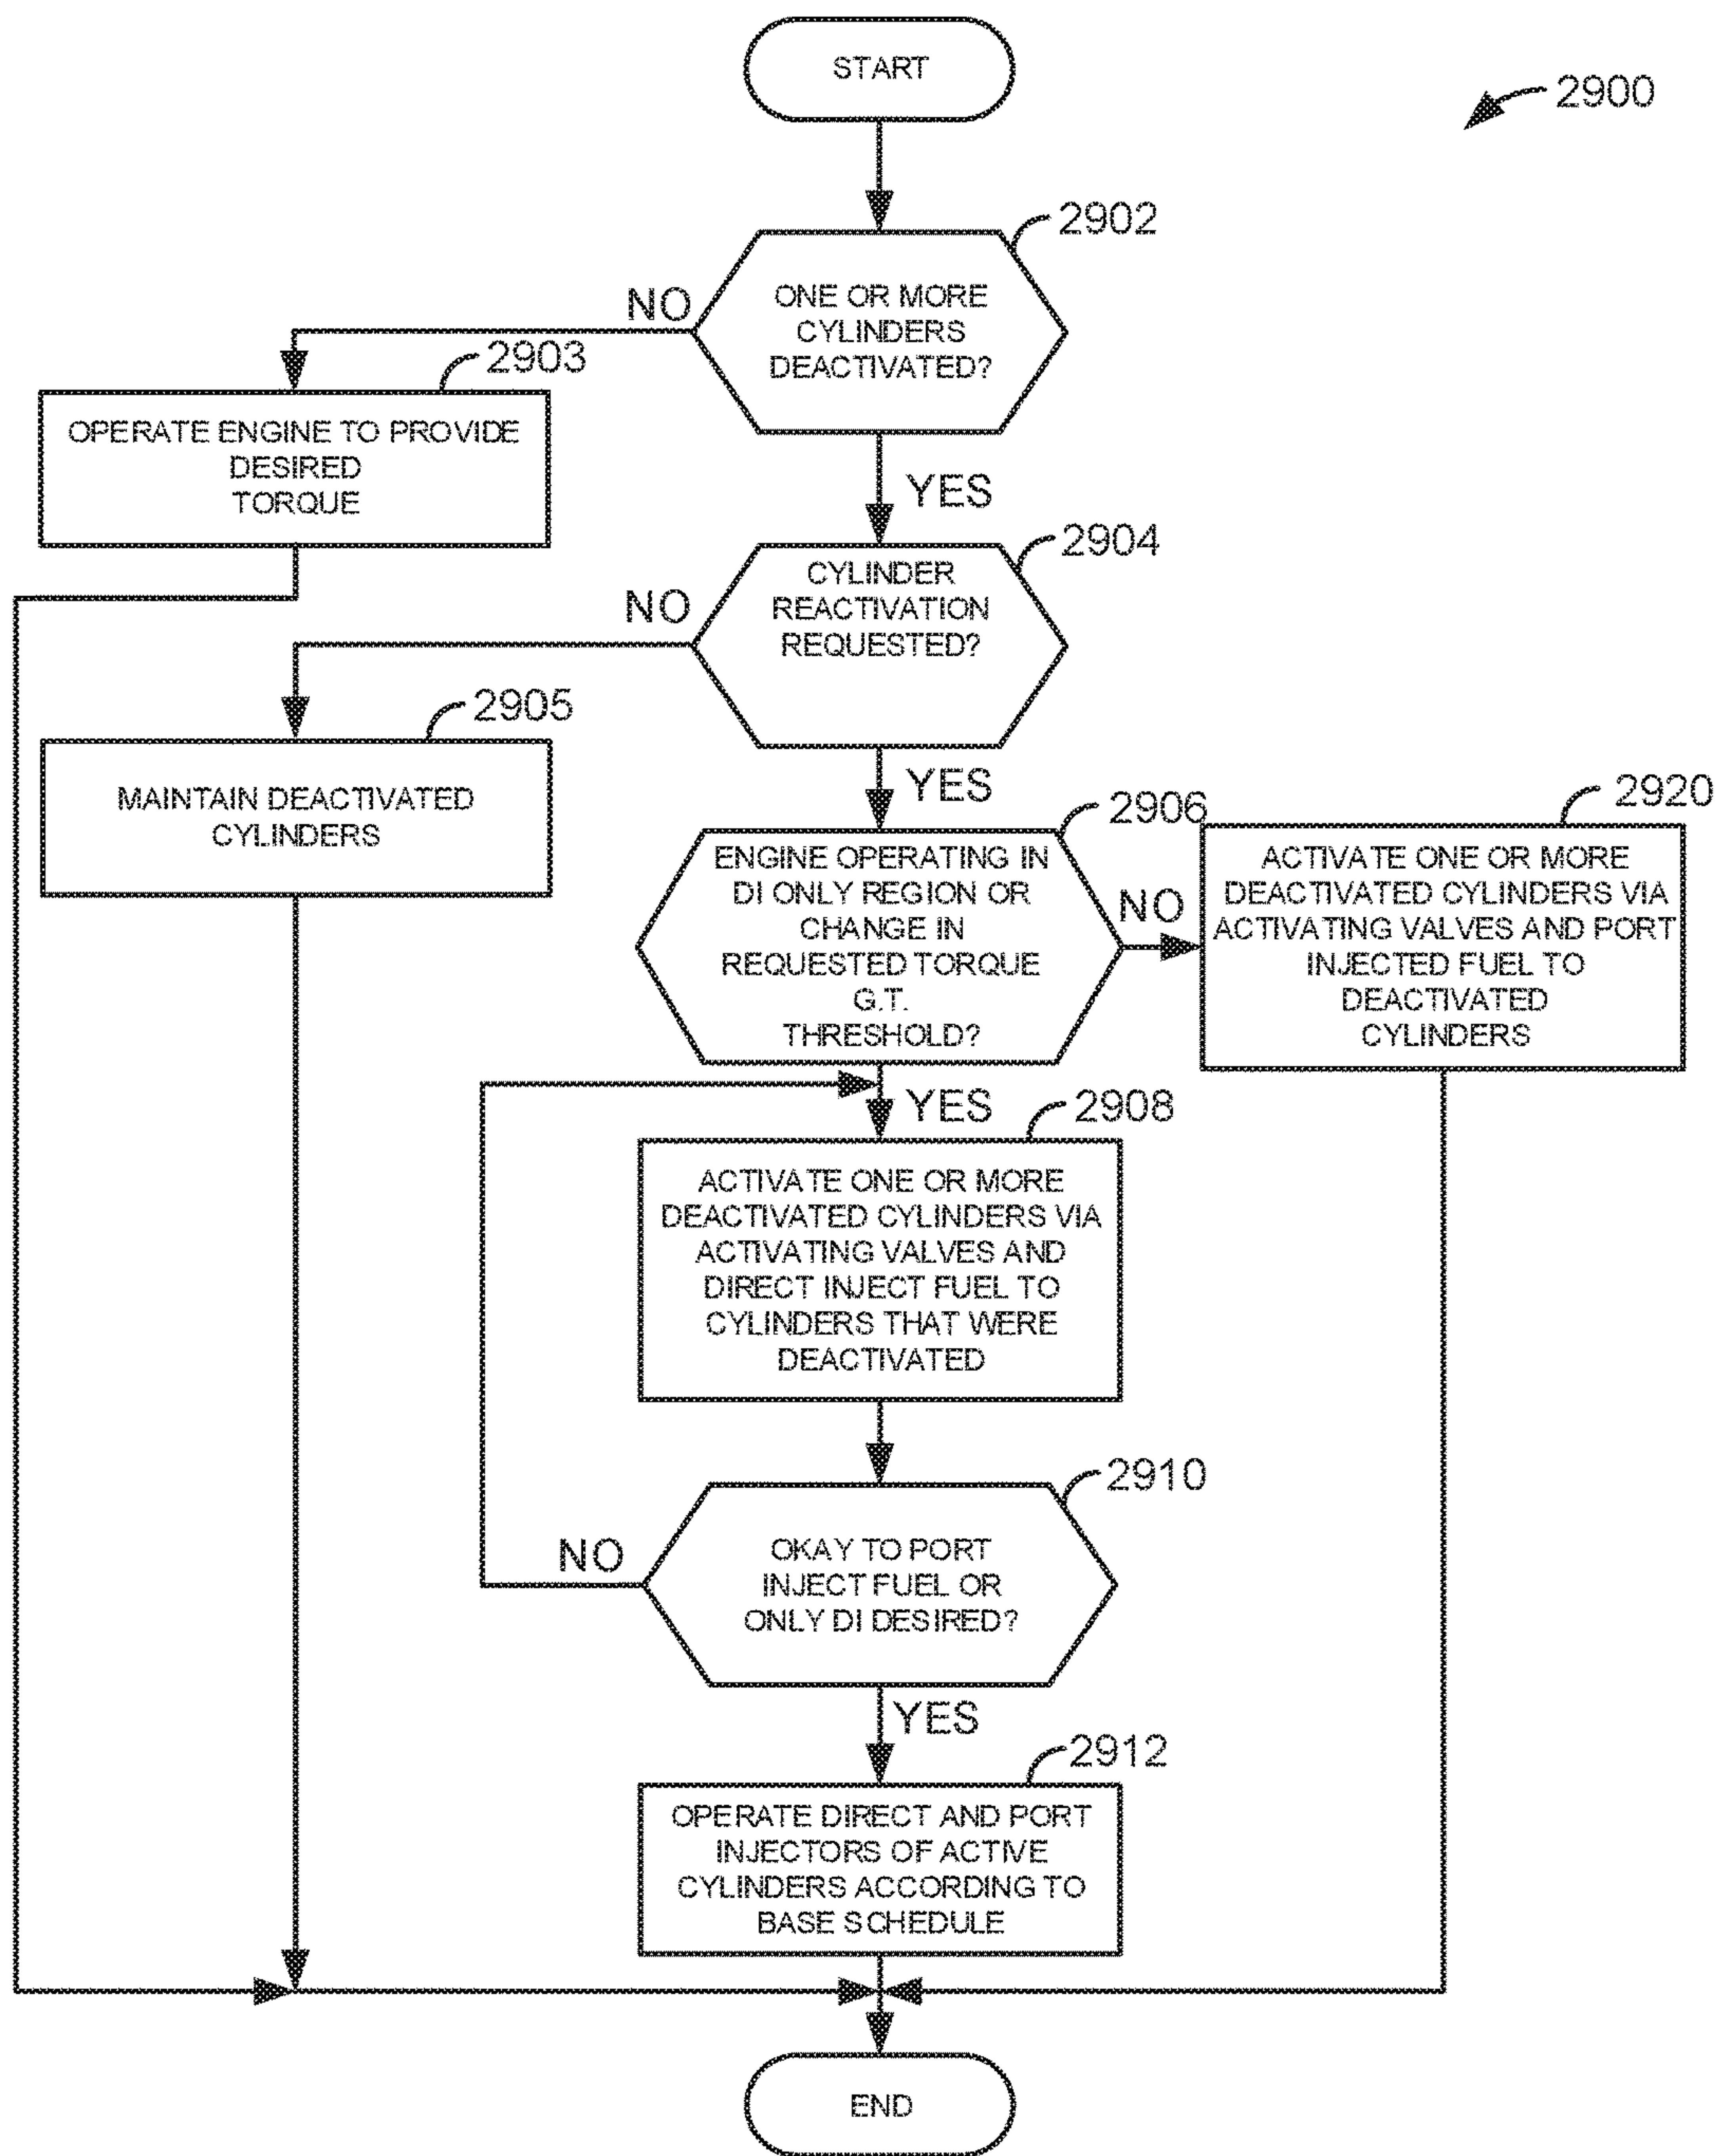 START
2900
2902
ONE OR MORE
CYLINDERS
DEACTIVATED?
NO
YES
2903
OPERATE ENGINE TO PROVIDE
DESIRED
TORQUE
2904
CYLINDER
REACTIVATION
REQUESTED?
NO
YES
2905
MAINTAIN DEACTIVATED
CYLINDERS
2906
ENGINE OPERATING IN
DI ONLY REGION OR
CHANGE IN
REQUESTED TORQUE
G.T.
THRESHOLD?
NO
YES
2920
ACTIVATE ONE OR MORE
DEACTIVATED CYLINDERS VIA
ACTIVATING VALVES AND PORT
INJECTED FUEL TO
DEACTIVATED
CYLINDERS
2908
ACTIVATE ONE OR MORE
DEACTIVATED CYLINDERS VIA
ACTIVATING VALVES AND
DIRECT INJECT FUEL TO
CYLINDERS THAT WERE
DEACTIVATED
2910
OKAY TO PORT
INJECT FUEL OR
ONLY DI DESIRED?
NO
YES
2912
OPERATE DIRECT AND PORT
INJECTORS OF ACTIVE
CYLINDERS ACCORDING TO
BASE SCHEDULE
END